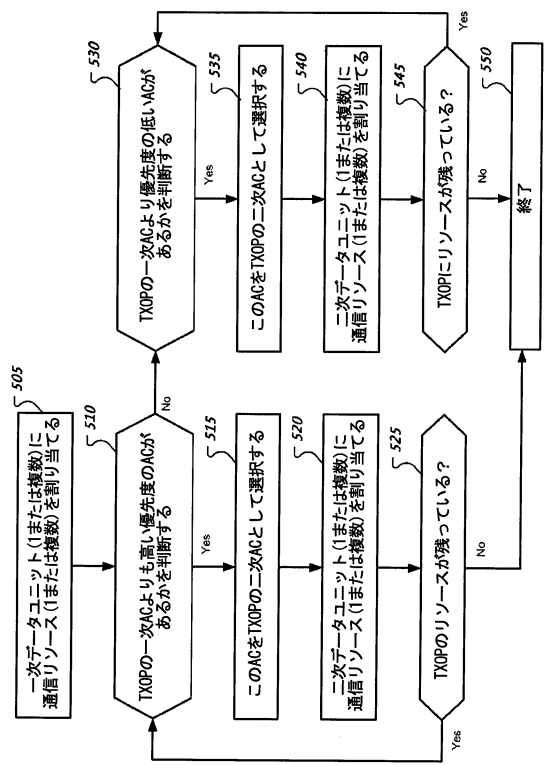 505
一次データユニット(1または複数)に
通信リソース(1または複数)を割り当てる
510
TXOPの一次ACよりも高い優先度のACが
あるかを判断する
No
Yes
515
このACをTXOPの二次ACとして選択する
520
二次データユニット(1または複数)に
通信リソース(1または複数)を割り当てる
525
TXOPのリソースが残っている?
Yes
No
530
TXOPの一次ACより優先度の低いACが
あるかを判断する
Yes
535
このACをTXOPの二次ACとして選択する
540
二次データユニット(1または複数)に
通信リソース(1または複数)を割り当てる
545
TXOPにリソースが残っている?
Yes
No
550
終了